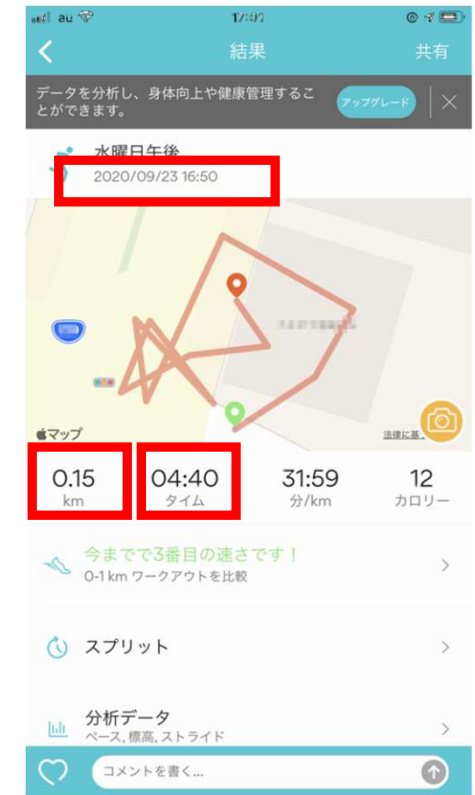 au
結果
共有
データを分析し、身体向上や健康管理するこ
とができます。
アップグレード
水曜日午後
2020/09/23 16:50
マップ
法律に基
0.15
km
04:40
タイム
31:59
分/km
12
カロリー
今までで3番目の速さです！
0-1 km ワークアウトを比較
スプリット
分析データ
ペース, 標高, ストライド
コメントを書く...